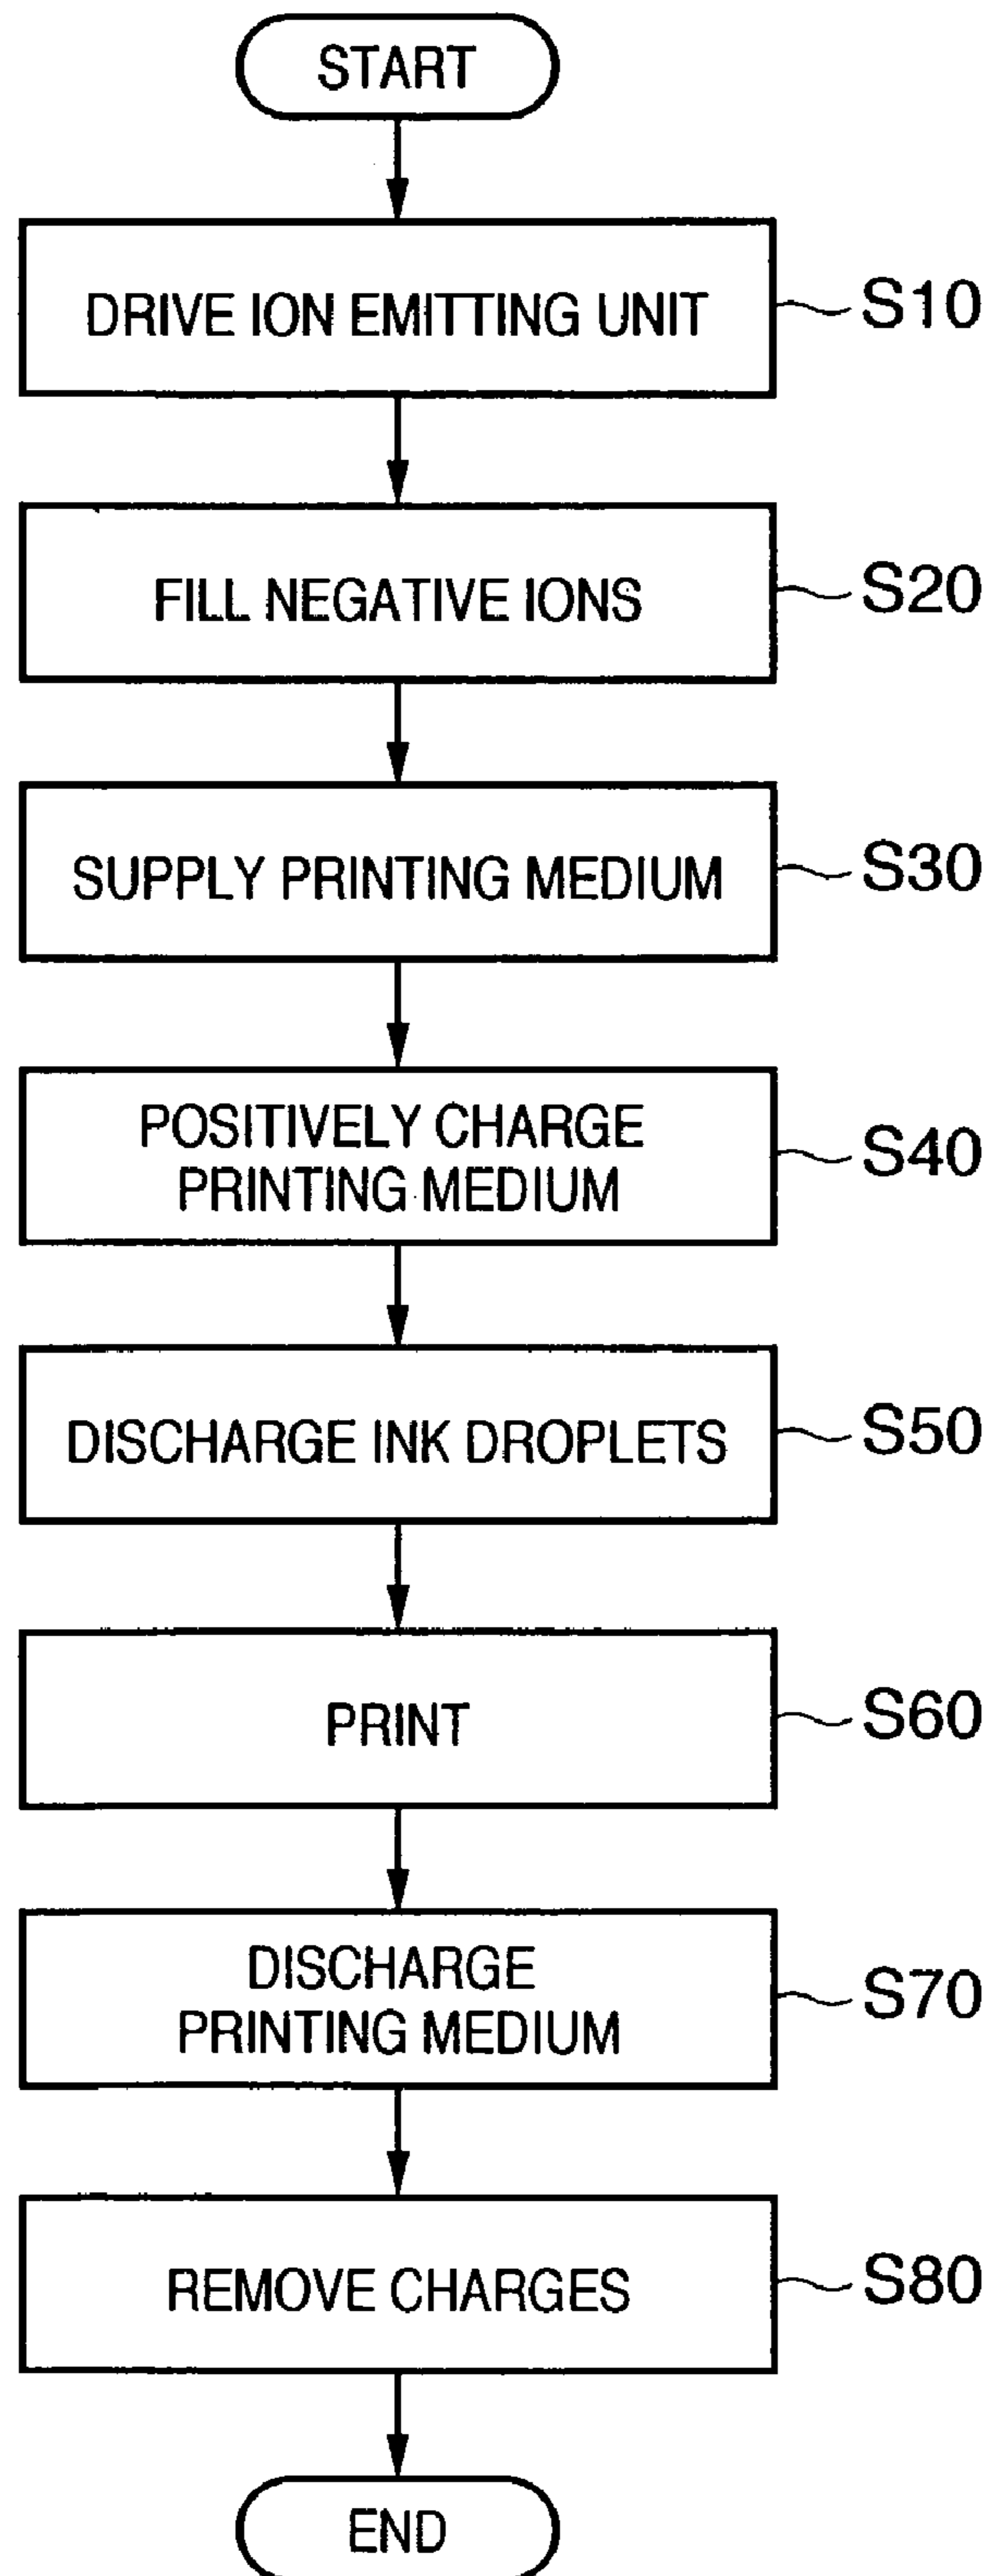 START
DRIVE ION EMITTING UNIT
S10
FILL NEGATIVE IONS
S20
SUPPLY PRINTING MEDIUM
S30
POSITIVELY CHARGE
PRINTING MEDIUM
S40
DISCHARGE INK DROPLETS
S50
PRINT
S60
DISCHARGE
PRINTING MEDIUM
S70
REMOVE CHARGES
S80
END